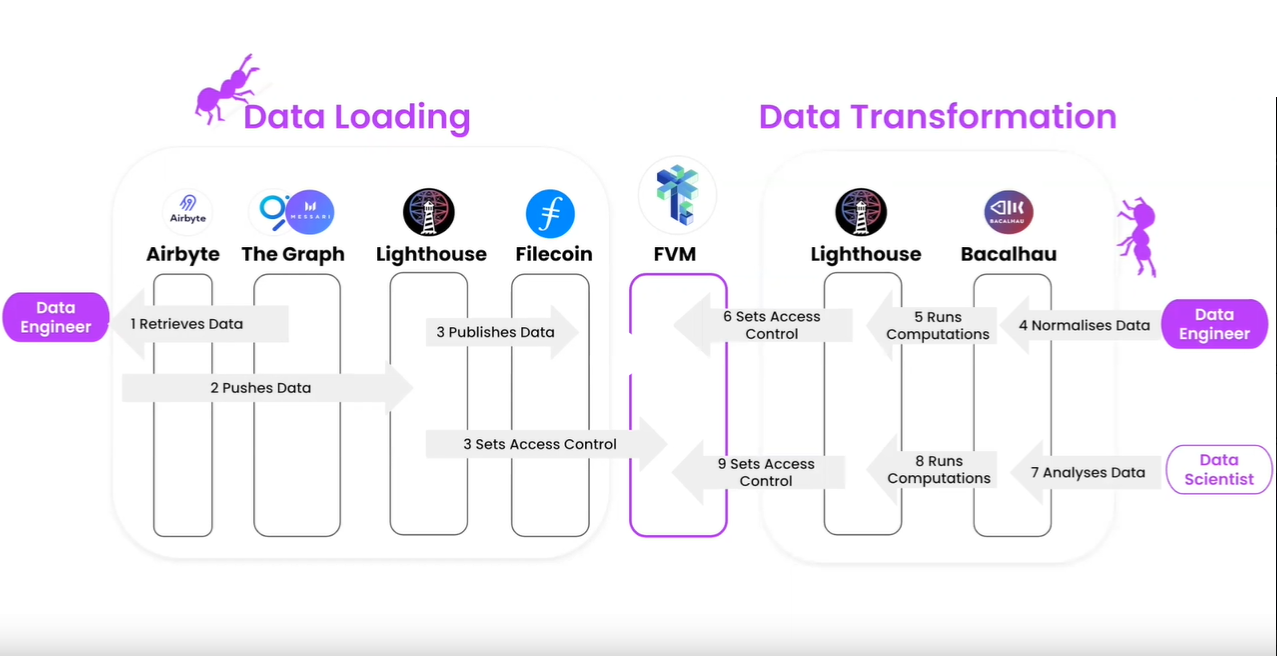 Data Loading
Data Transformation
Airbyte
MESSARI
BACALHAU
Airbyte
The Graph
Lighthouse
Filecoin
FVM
Lighthouse
Bacalhau
Data
Engineer
1 Retrieves Data
3 Publishes Data
6 Sets Access
Control
5 Runs
Computations
4 Normalises Data
Data
Engineer
2 Pushes Data
3 Sets Access Control
9 Sets Access
Control
8 Runs
Computations
7 Analyses Data
Data
Scientist